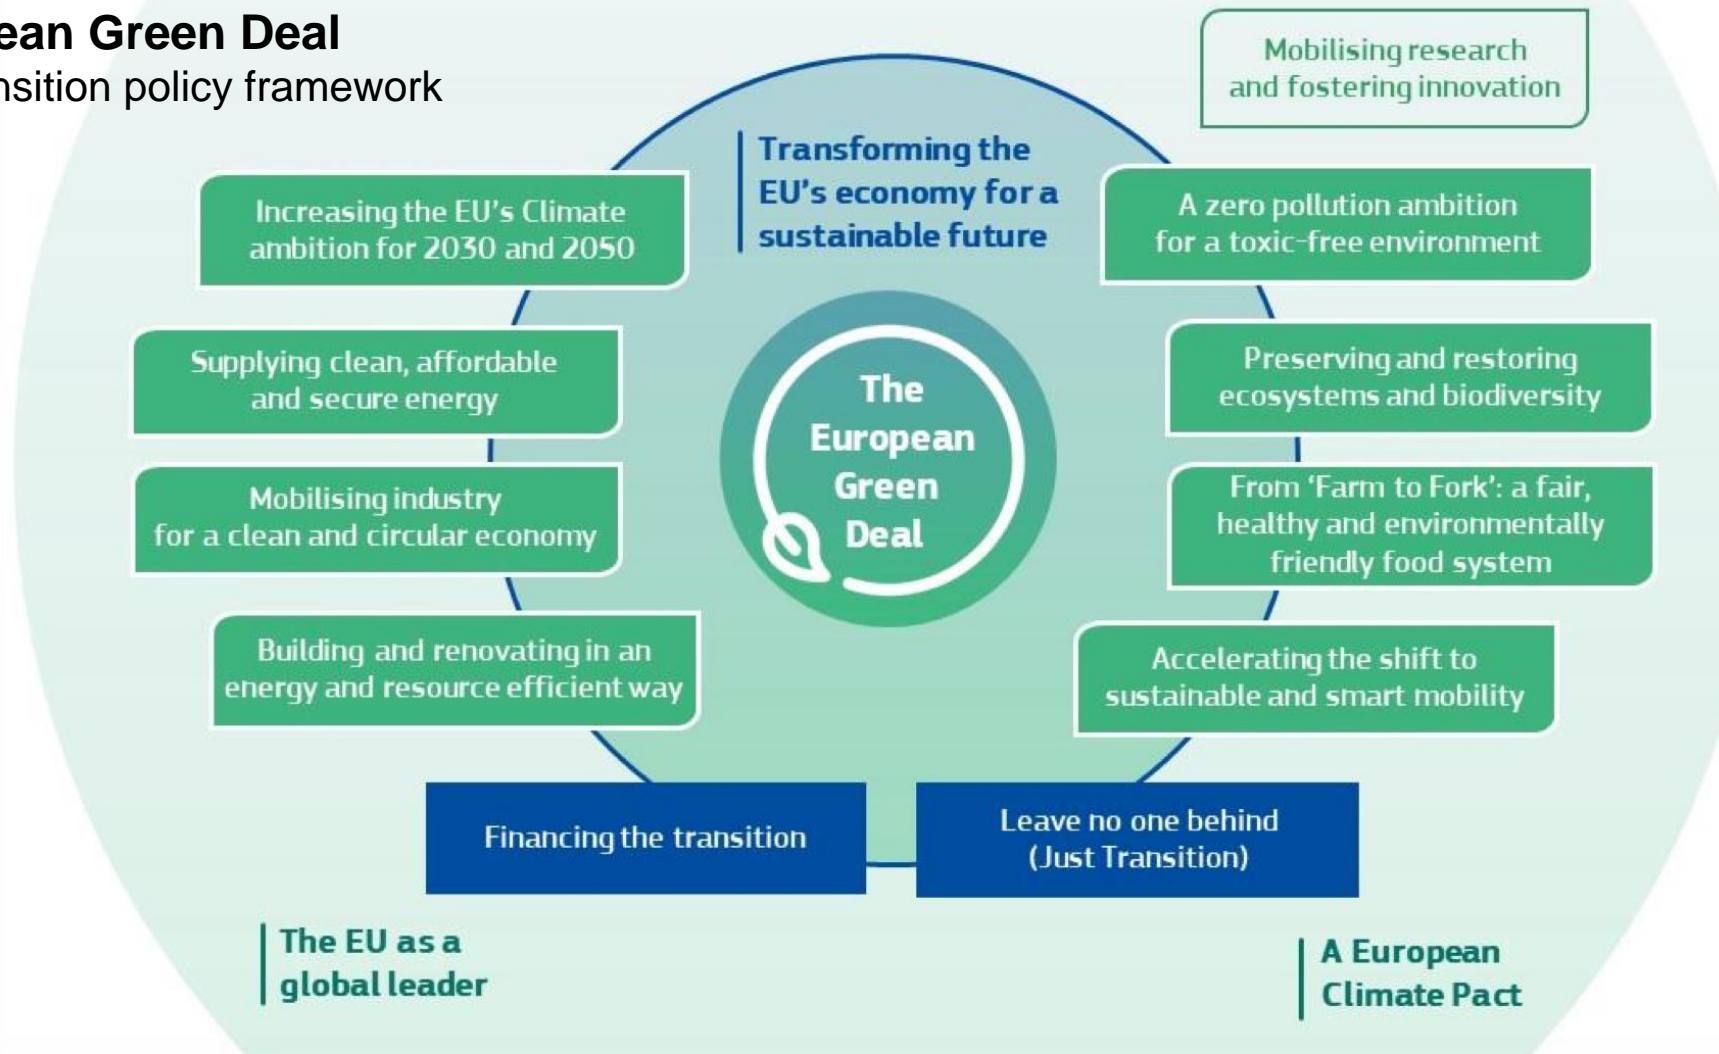 ean Green Deal
nsition policy framework
Mobilising research
and fostering innovation
Transforming the
EU's economy for a
sustainable future
Increasing the EU's Climate
ambition for 2030 and 2050
A zero pollution ambition
for a toxic-free environment
Supplying clean, affordable
and secure energy
Preserving and restoring
ecosystems and biodiversity
The
European
Green
Deal
Mobilising industry
for a clean and circular economy
From ‘Farm to Fork’: a fair,
healthy and environmentally
friendly food system
Building and renovating in an
energy and resource efficient way
Accelerating the shift to
sustainable and smart mobility
Financing the transition
Leave no one behind
(Just Transition)
The EU as a
global leader
A European
Climate Pact